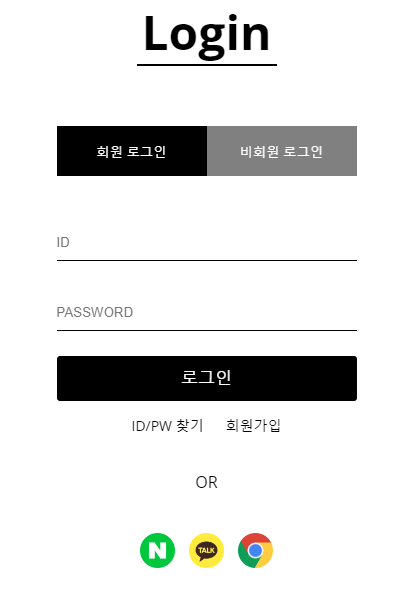 Login
회원 로그인 비회원 로그인
ID
PASSWORD
로그인
ID/PW 찾기 회원가입
OR
N TALK